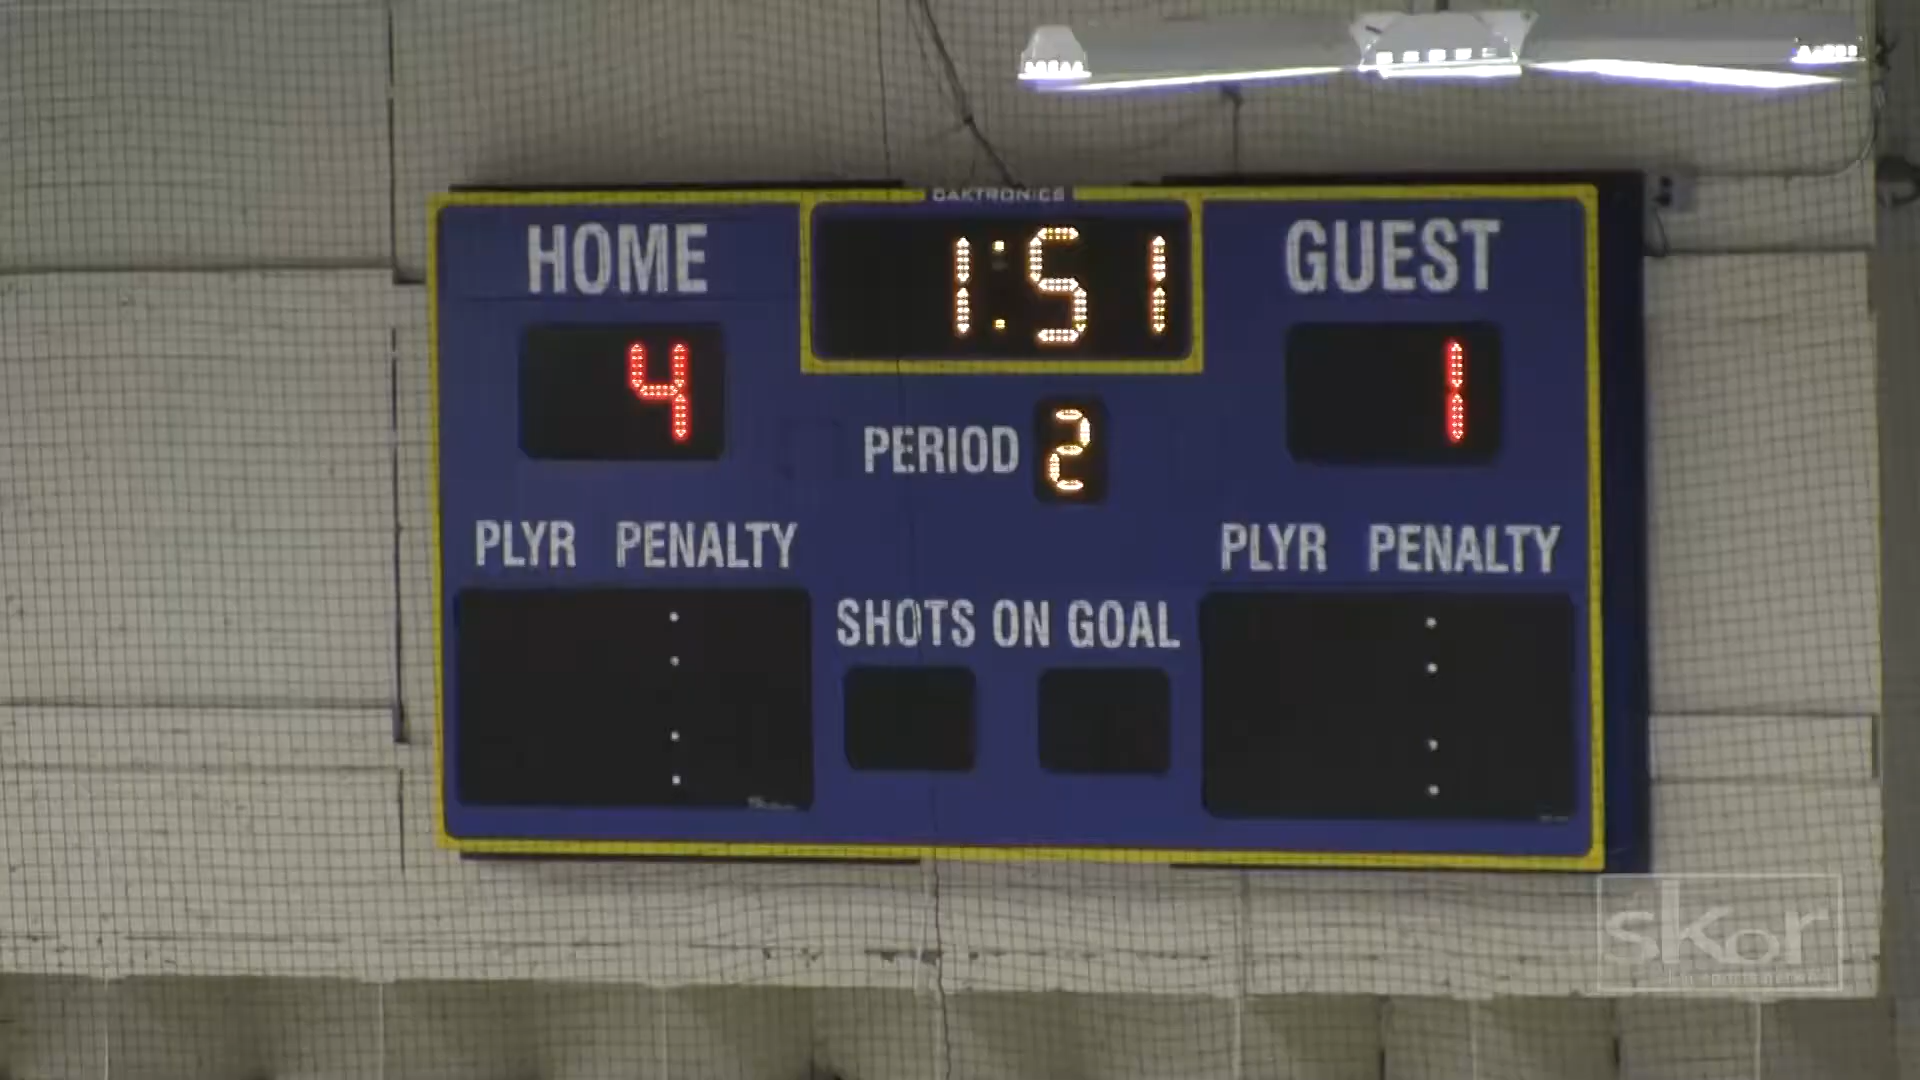 DAKTRONICS
HOME 1:51 GUEST
4 1
PERIOD 2
PLYR PENALTY PLYR PENALTY
SHOTS ON GOAL
skor